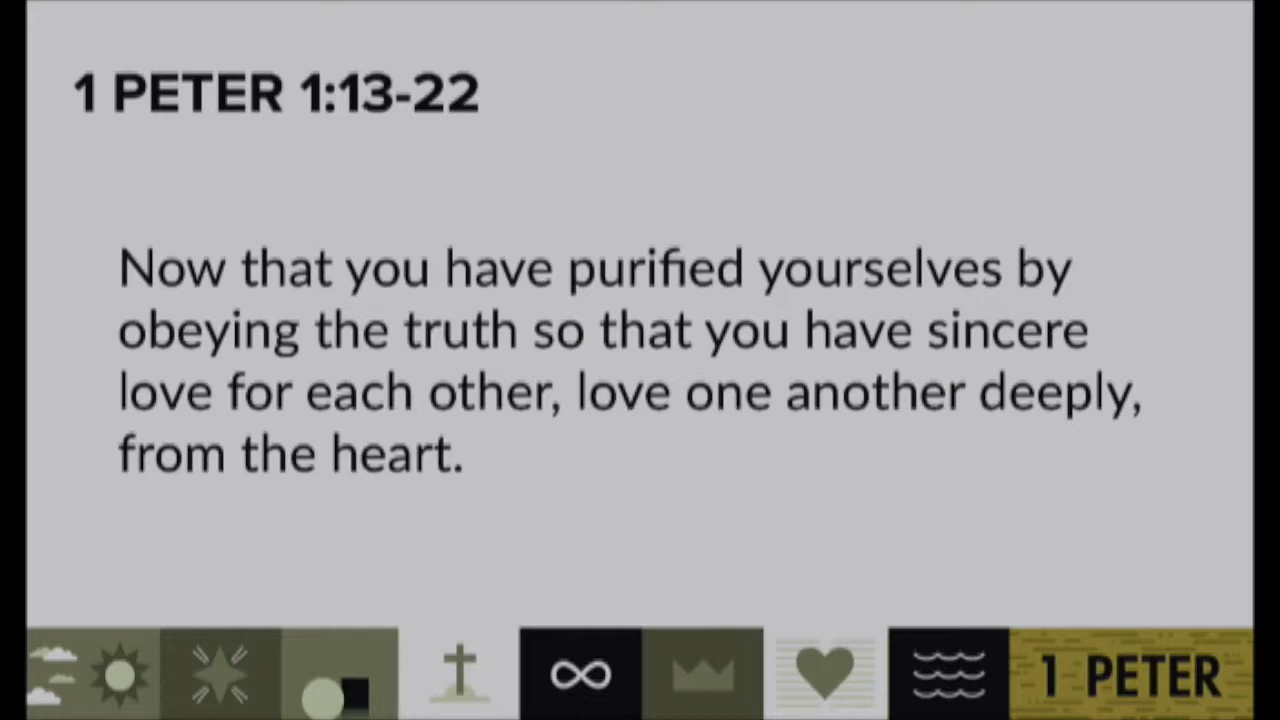 1 PETER 1:13-22
Now that you have purified yourselves by
obeying the truth so that you have sincere
love for each other, love one another deeply,
from the heart.
1 PETER